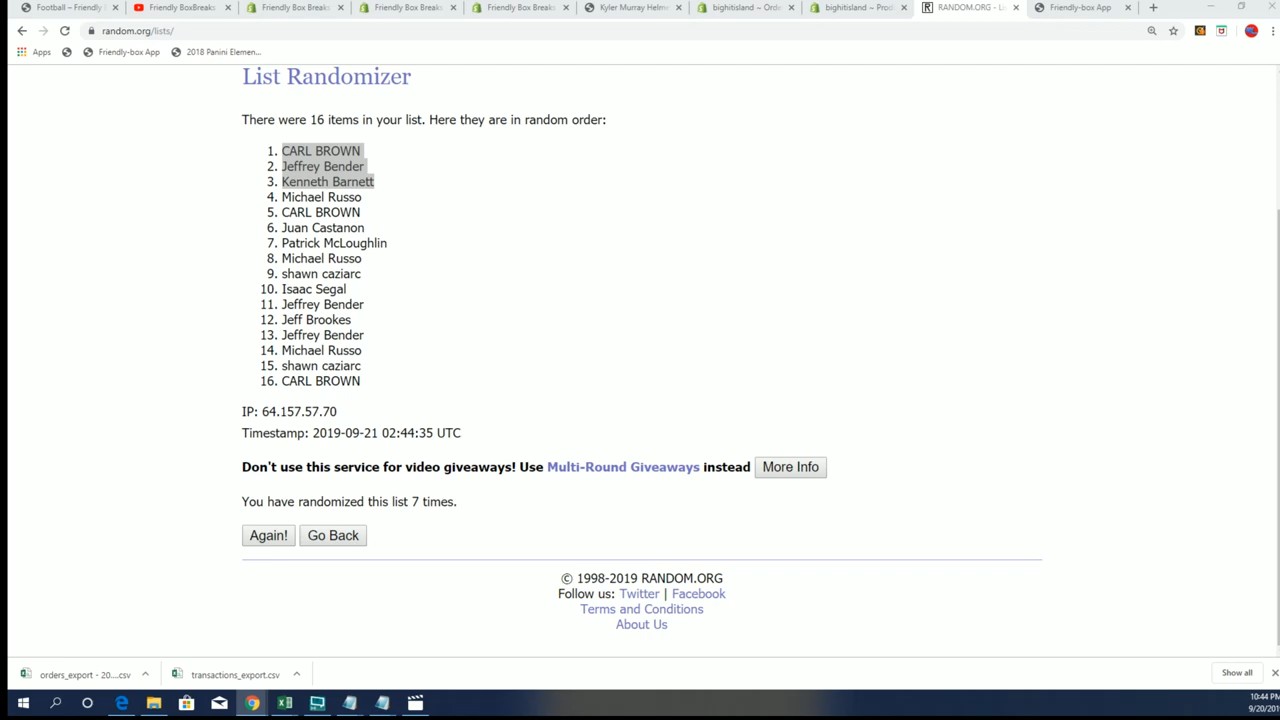 Football – Friendly
Friendly BoxBreaks
Friendly Box Breaks
Friendly Box Breaks
Friendly Box Breaks
Kyler Murray Helme
bighitisland ~ Orde
bighitisland ~ Produ
RANDOM.ORG - Li
Friendly-box App
random.org/lists/
Apps
Friendly-box App
2018 Panini Elemen...
List Randomizer
There were 16 items in your list. Here they are in random order:
1. CARL BROWN
2. Jeffrey Bender
3. Kenneth Barnett
4. Michael Russo
5. CARL BROWN
6. Juan Castanon
7. Patrick McLoughlin
8. Michael Russo
9. shawn caziarc
10. Isaac Segal
11. Jeffrey Bender
12. Jeff Brookes
13. Jeffrey Bender
14. Michael Russo
15. shawn caziarc
16. CARL BROWN
IP: 64.157.57.70
Timestamp: 2019-09-21 02:44:35 UTC
Don't use this service for video giveaways! Use Multi-Round Giveaways instead More Info
You have randomized this list 7 times.
Again! Go Back
© 1998-2019 RANDOM.ORG
Follow us: Twitter | Facebook
Terms and Conditions
About Us
orders_export - 20....csv
transactions_export.csv
Show all
10:44 PM
9/20/201